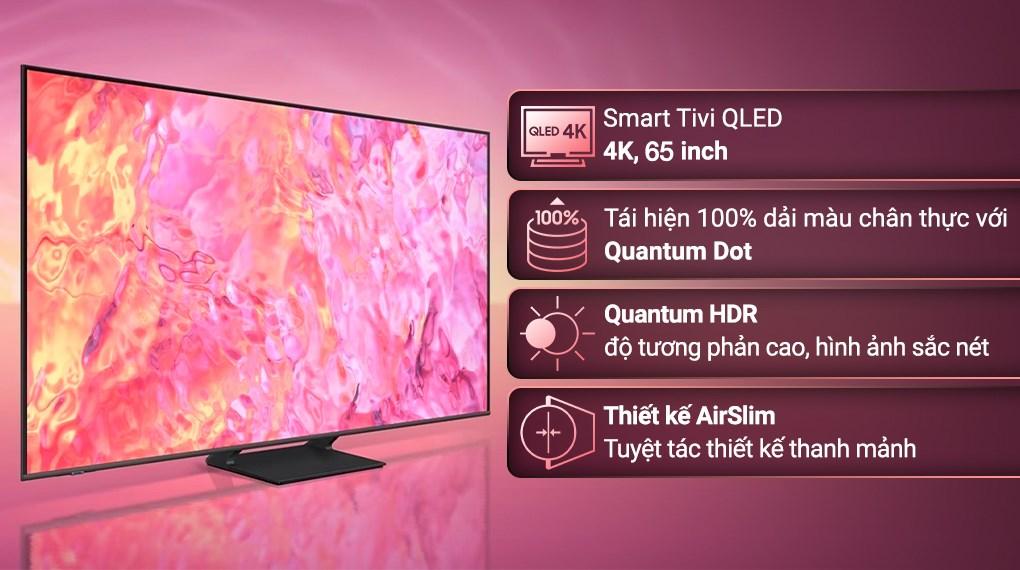 QLED 4K
Smart Tivi QLED
4K, 65 inch
100%
Tái hiện 100% dải màu chân thực với
Quantum Dot
Quantum HDR
độ tương phản cao, hình ảnh sắc nét
Thiết kế AirSlim
Tuyệt tác thiết kế thanh mảnh